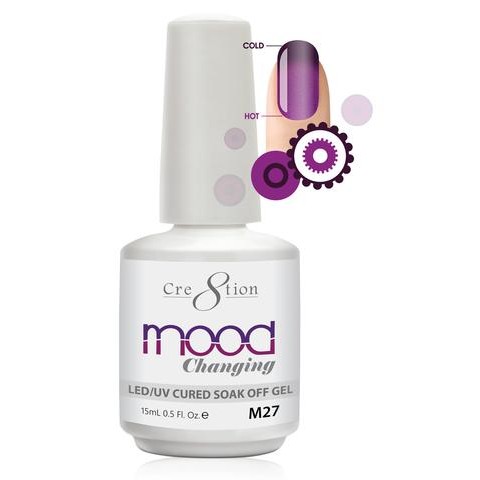 COLD
HOT
Cre8tion
mood
Changing
LED/UV CURED SOAK OFF GEL
15mL 0.5 Fl. Oz.e M27